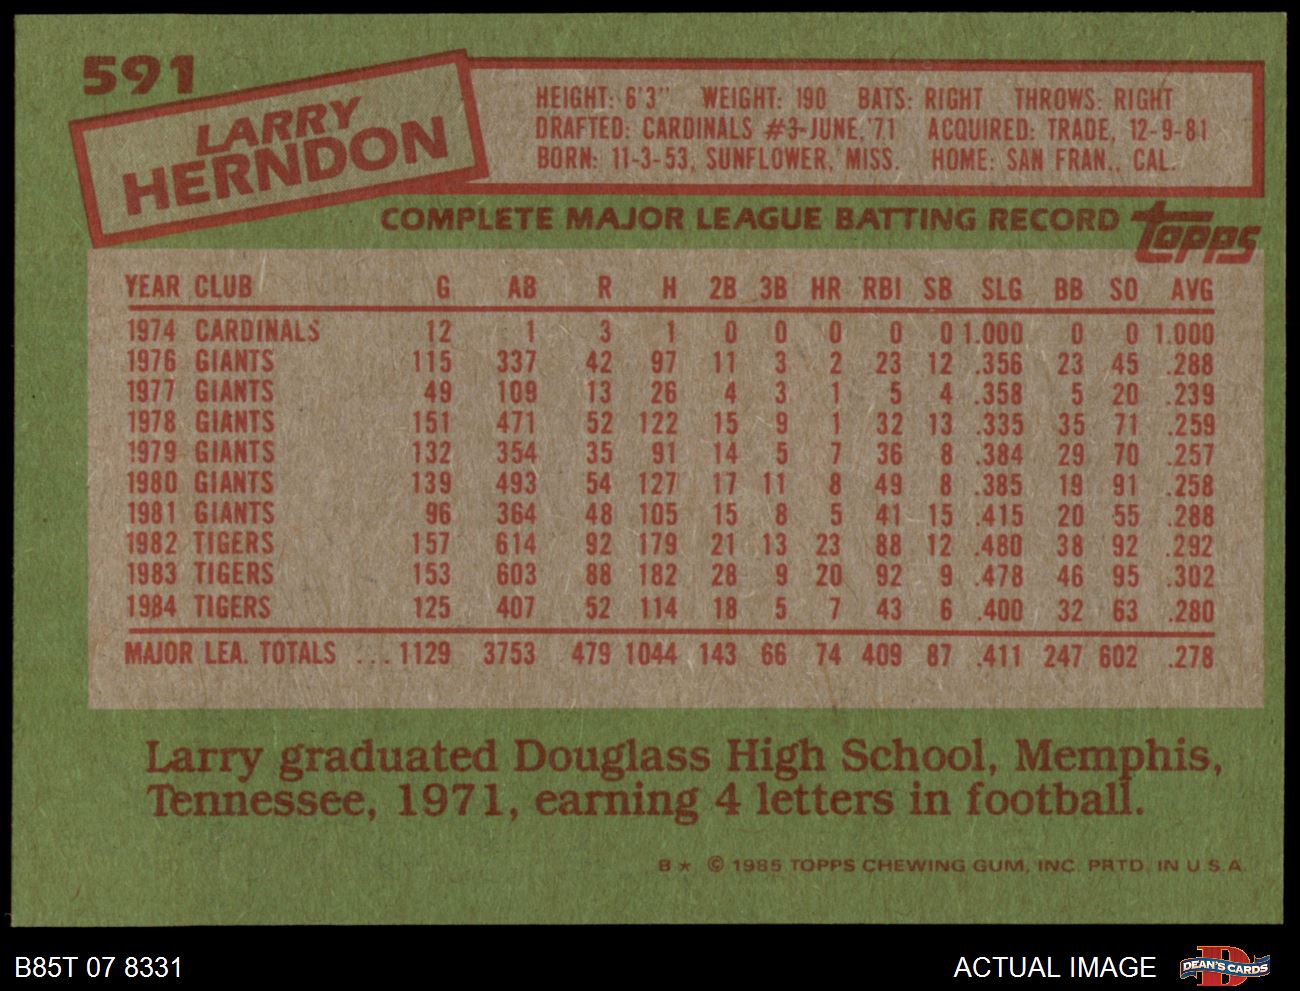 591
LARRY
HERNDON
HEIGHT: 6'3" WEIGHT: 190 BATS: RIGHT THROWS: RIGHT
DRAFTED: CARDINALS #3-JUNE,'71 ACQUIRED: TRADE, 12-9-81
BORN: 11-3-53, SUNFLOWER, MISS. HOME: SAN FRAN., CAL.
COMPLETE MAJOR LEAGUE BATTING RECORD
topps
YEAR CLUB G AB R H 2B 3B HR RBI SB SLG BB SO AVG
1974 CARDINALS 12 1 3 1 0 0 0 0 0 1.000 0 0 1.000
1976 GIANTS 115 337 42 97 11 3 2 23 12 .356 23 45 .288
1977 GIANTS 49 109 13 26 4 3 1 5 4 .358 5 20 .239
1978 GIANTS 151 471 52 122 15 9 1 32 13 .335 35 71 .259
1979 GIANTS 132 354 35 91 14 5 7 36 8 .384 29 70 .257
1980 GIANTS 139 493 54 127 17 11 8 49 8 .385 19 91 .258
1981 GIANTS 96 364 48 105 15 8 5 41 15 .415 20 55 .288
1982 TIGERS 157 614 92 179 21 13 23 88 12 .480 38 92 .292
1983 TIGERS 153 603 88 182 28 9 20 92 9 .478 46 95 .302
1984 TIGERS 125 407 52 114 18 5 7 43 6 .400 32 63 .280
MAJOR LEA. TOTALS ... 1129 3753 479 1044 143 66 74 409 87 .411 247 602 .278
Larry graduated Douglass High School, Memphis,
Tennessee, 1971, earning 4 letters in football.
B * © 1985 TOPPS CHEWING GUM, INC. PRTD. IN U.S.A.
B85T 07 8331
ACTUAL IMAGE
D
DEAN'S CARDS